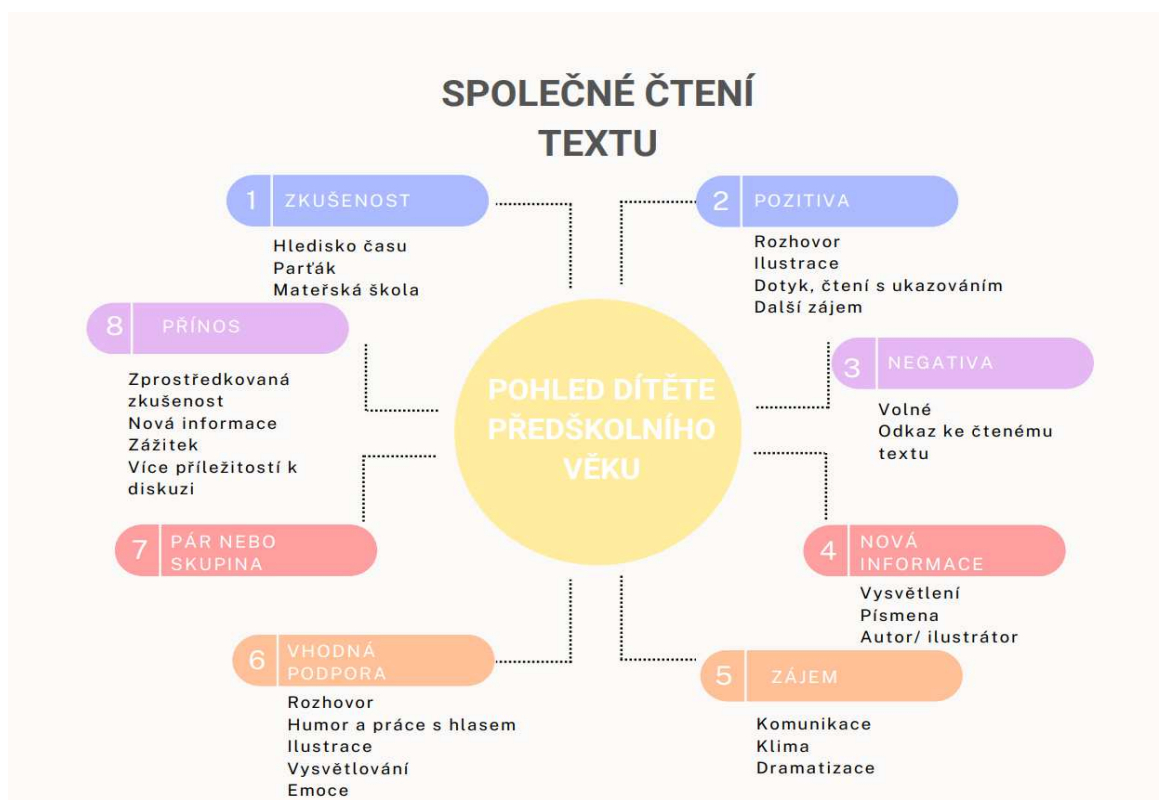 SPOLEČNÉ ČTENÍ
TEXTU
1 ZKUŠENOST
Hledisko času
Parťák
Mateřská škola
2 POZITIVA
Rozhovor
Ilustrace
Dotyk, čtení s ukazováním
Další zájem
8 PŘÍNOS
Zprostředkovaná
zkušenost
Nová informace
Zážitek
Více příležitostí k
diskuzi
POHLED DÍTĚTE
PŘEDŠKOLNÍHO
VĚKU
3 NEGATIVA
Volné
Odkaz ke čtenému
textu
7 PÁR NEBO
SKUPINA
4 NOVÁ
INFORMACE
Vysvětlení
Písmena
Autor/ ilustrátor
6 VHODNÁ
PODPORA
Rozhovor
Humor a práce s hlasem
Ilustrace
Vysvětlování
Emoce
5 ZÁJEM
Komunikace
Klima
Dramatizace